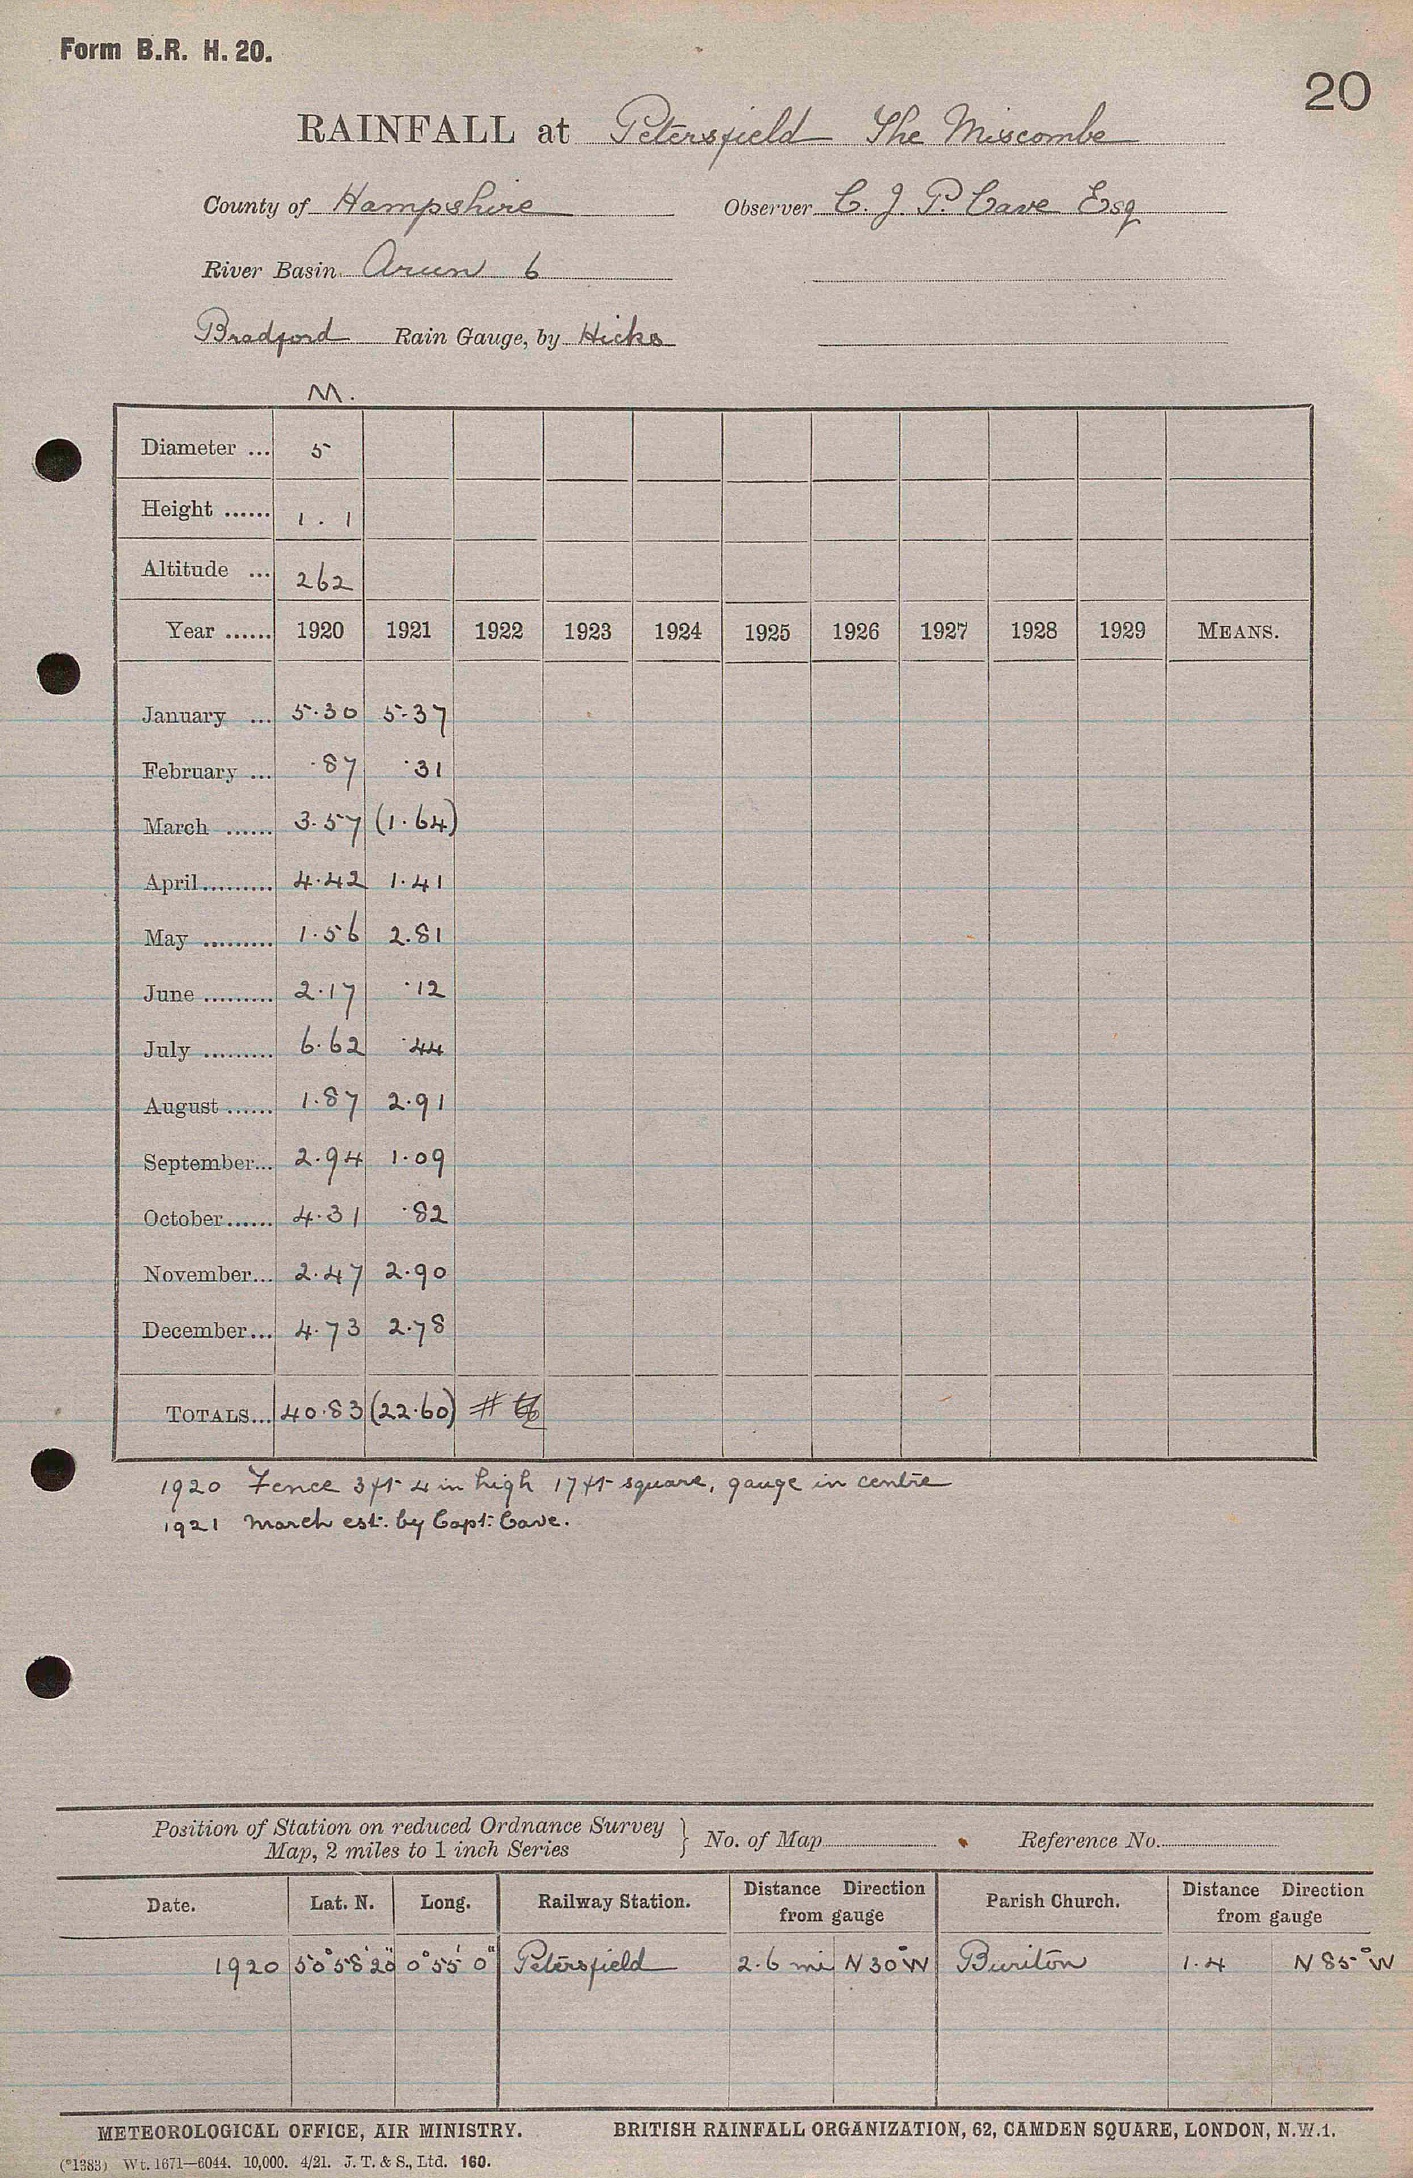 Form B.R. H. 20.
20
RAINFALL at Petersfield The Miscombe
County of Hampshire Observer C. J. P. Cave Esq
River Basin Arun 6
Bradford Rain Gauge, by Hicks
M.
Diameter ... 5
Height ...... 1 . 1
Altitude ... 262
Year ...... 1920 1921 1922 1923 1924 1925 1926 1927 1928 1929 MEANS.
January ... 5.30 5.37
February ... .87 .31
March ...... 3.57 (1.64)
April ......... 4.42 1.41
May ......... 1.56 2.81
June ......... 2.17 .12
July ......... 6.62 .44
August ...... 1.87 2.91
September... 2.94 1.09
October ...... 4.31 .82
November... 2.47 2.90
December... 4.73 2.78
TOTALS... 40.83 (22.60) #
1920 Fence 3 ft 4 in high 17 ft square, gauge in centre
1921 March est. by Capt: Cave.
Position of Station on reduced Ordnance Survey
Map, 2 miles to 1 inch Series } No. of Map Reference No.
Date. Lat. N. Long. Railway Station. Distance Direction from gauge Parish Church. Distance Direction from gauge
1920 50°58'20" 0°55'0" Petersfield 2.6 mi N 30° W Buriton 1.4 N 85° W
METEOROLOGICAL OFFICE, AIR MINISTRY. BRITISH RAINFALL ORGANIZATION, 62, CAMDEN SQUARE, LONDON, N.W.1.
(*1383) Wt. 1671—6044. 10,000. 4/21. J. T. & S., Ltd. 160.